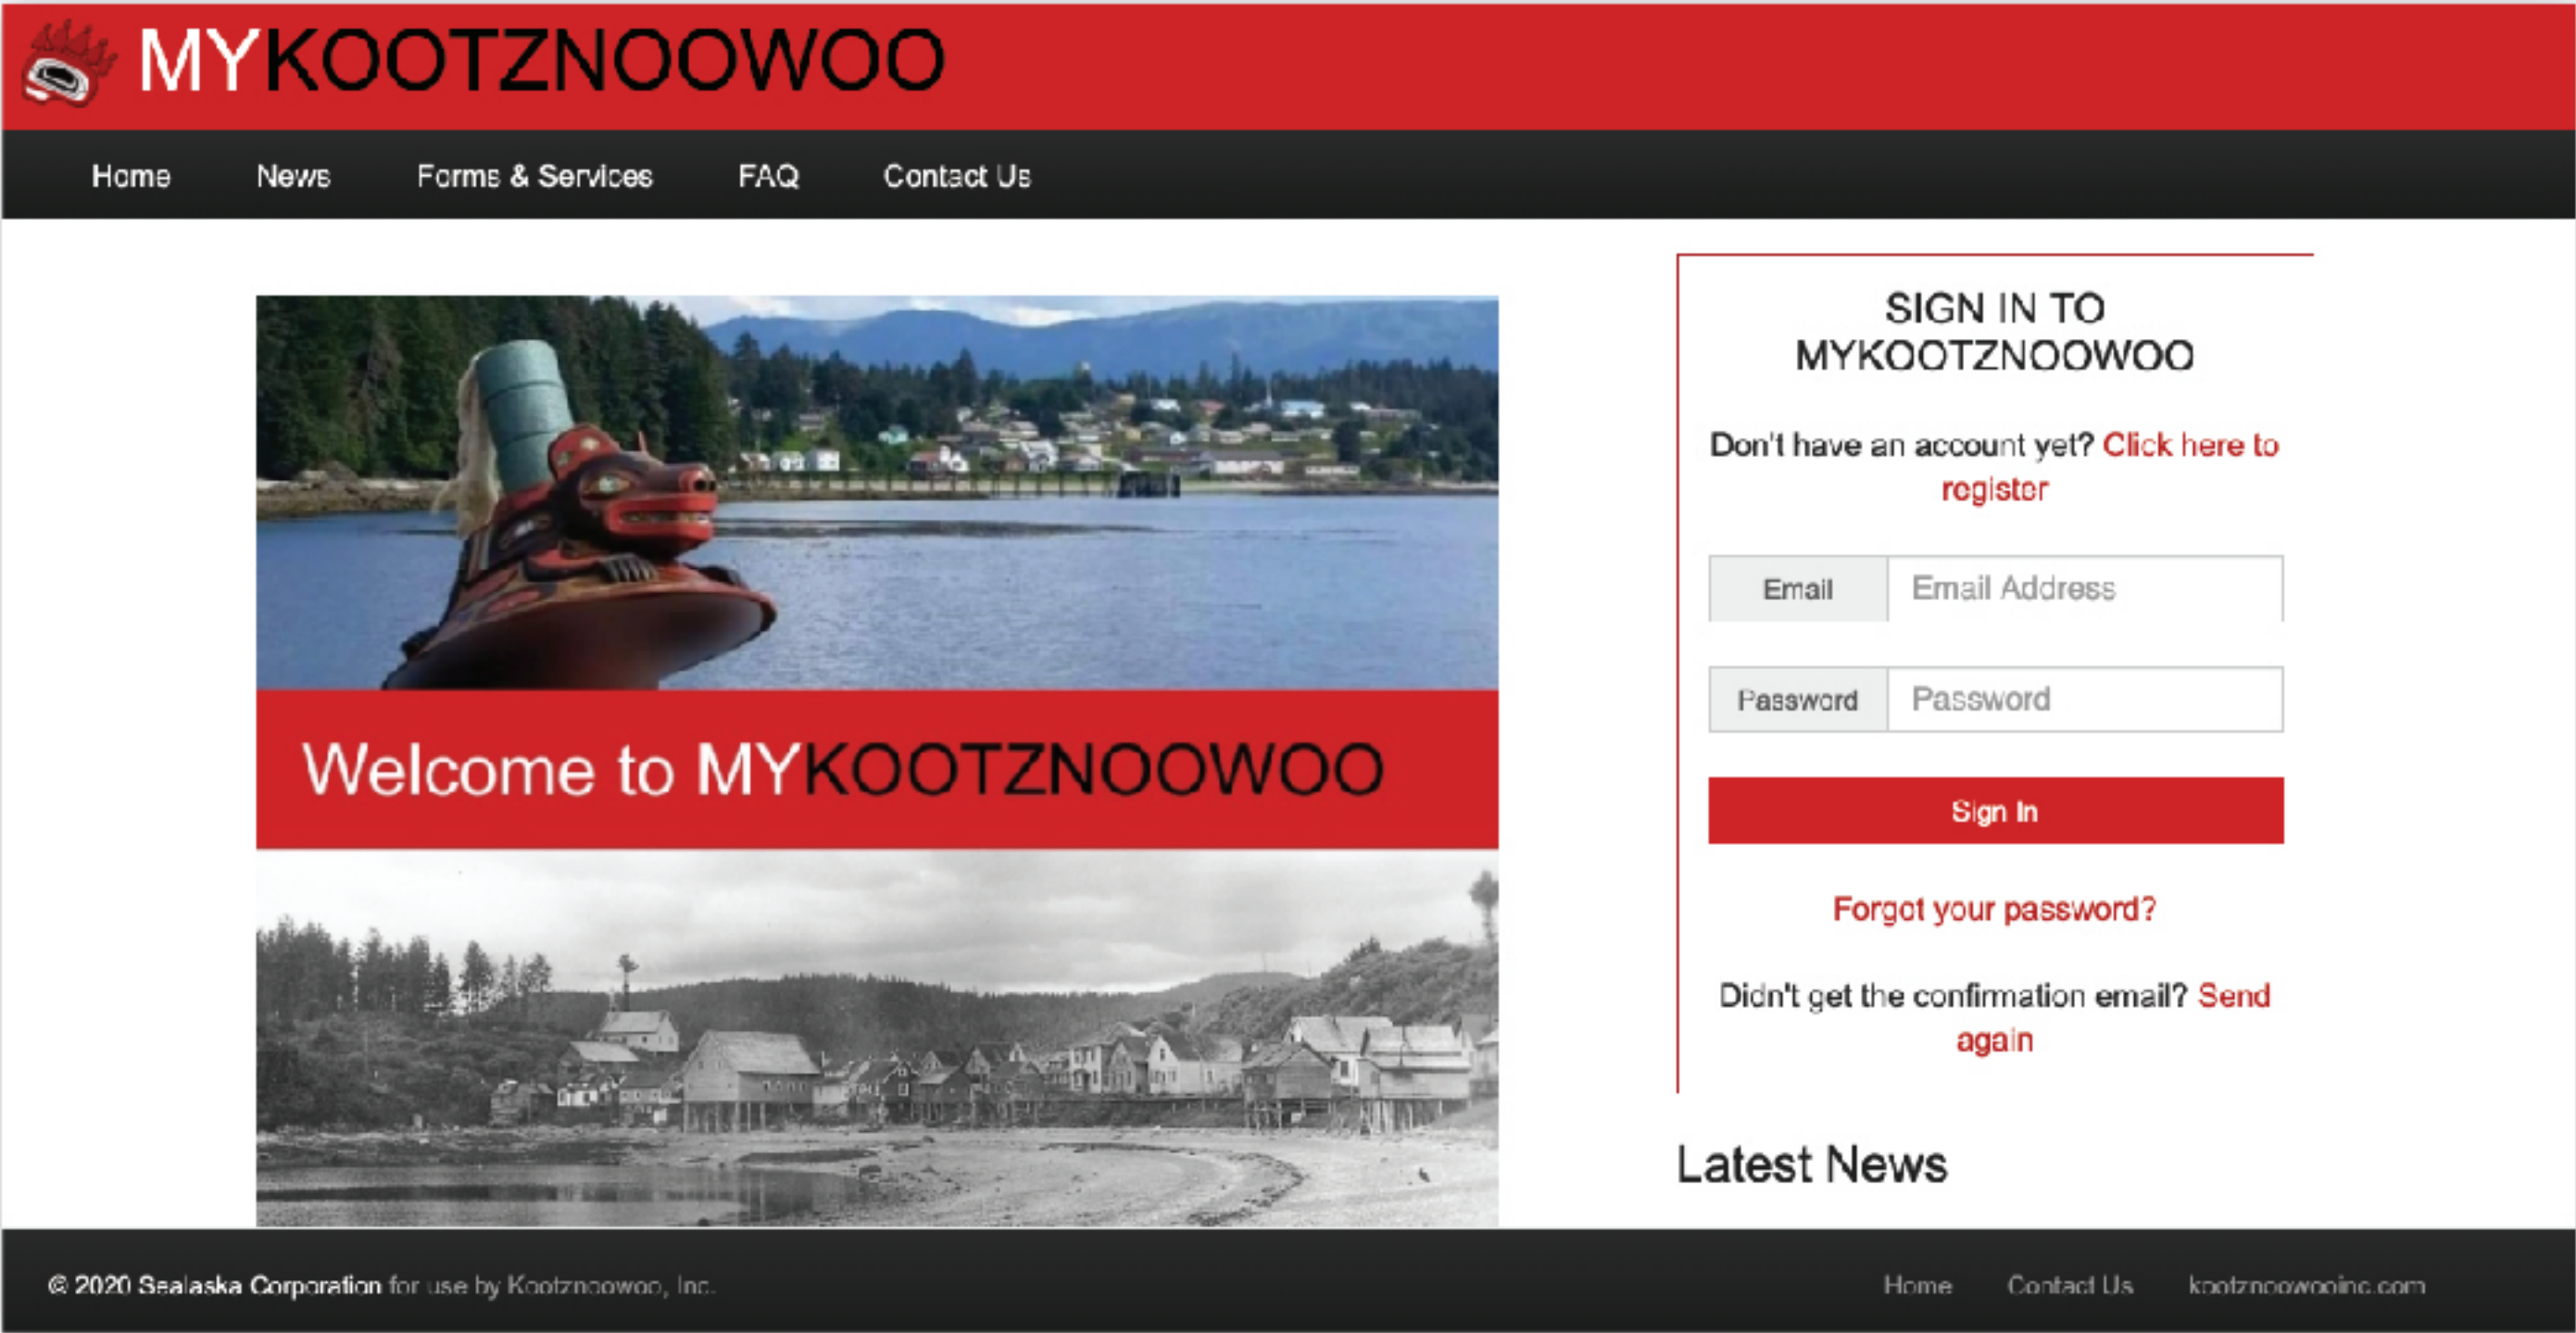 MYKOOTZNOOWOO
Home News Forms & Services FAQ Contact Us
Welcome to MYKOOTZNOOWOO
SIGN IN TO
MYKOOTZNOOWOO
Don't have an account yet? Click here to
register
Email Email Address
Password Password
Sign In
Forgot your password?
Didn't get the confirmation email? Send
again
Latest News
© 2020 Sealaska Corporation for use by Kootznoowoo, Inc.
Home Contact Us kootznoowooinc.com